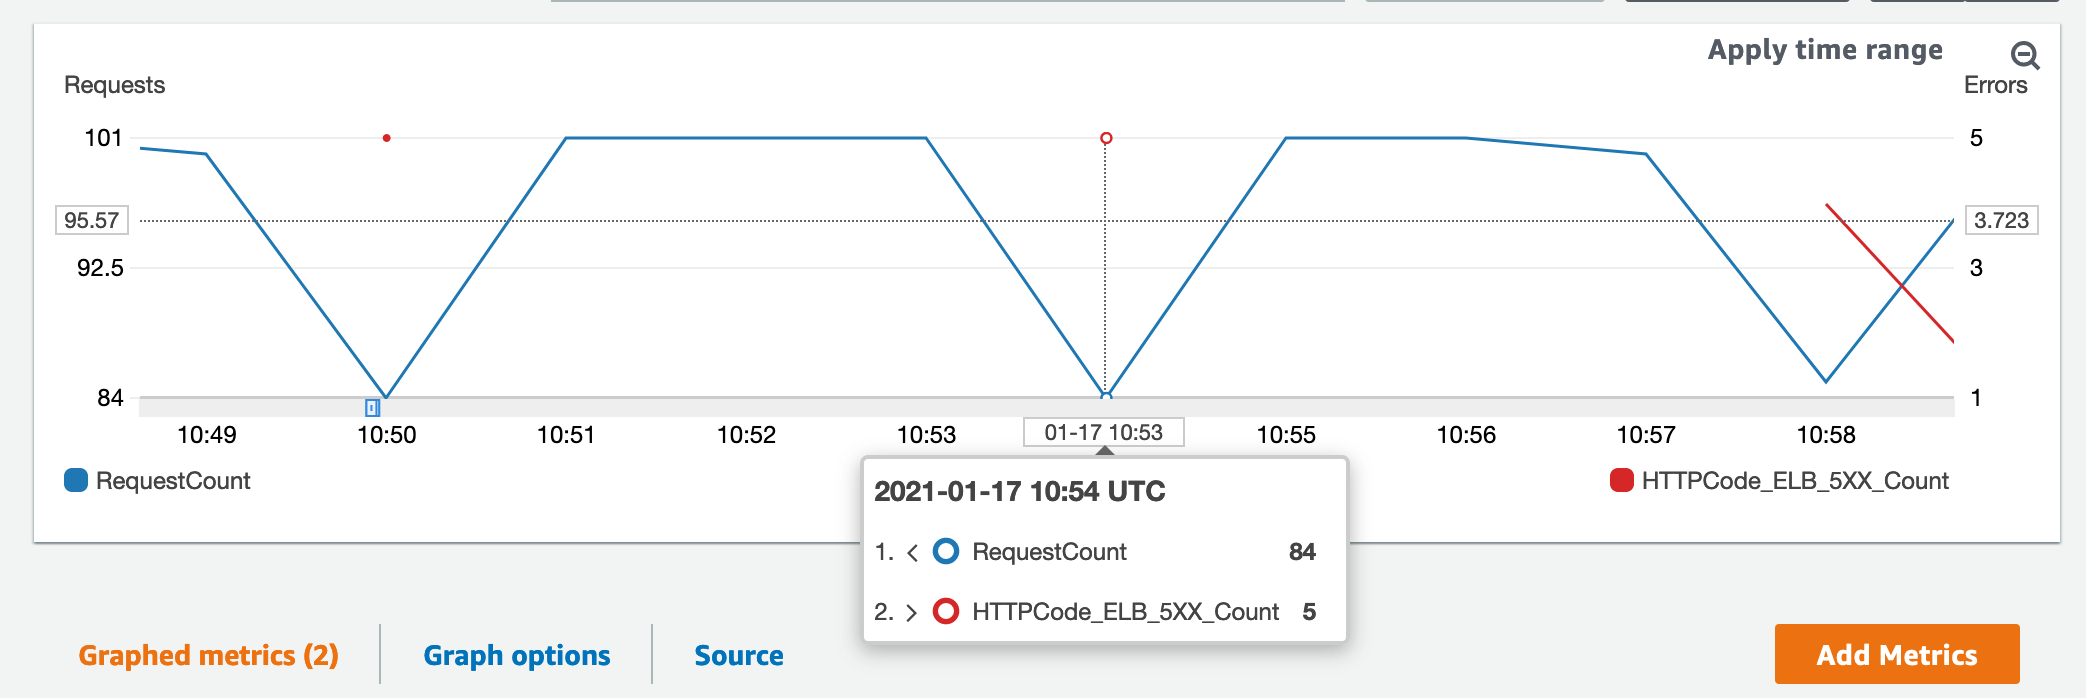 Apply time range
Requests
Errors
101
5
95.57
3.723
92.5
3
84
1
10:49 10:50 10:51 10:52 10:53 01-17 10:53 10:55 10:56 10:57 10:58
RequestCount
HTTPCode_ELB_5XX_Count
2021-01-17 10:54 UTC
1. < RequestCount 84
2. > HTTPCode_ELB_5XX_Count 5
Graphed metrics (2)
Graph options
Source
Add Metrics